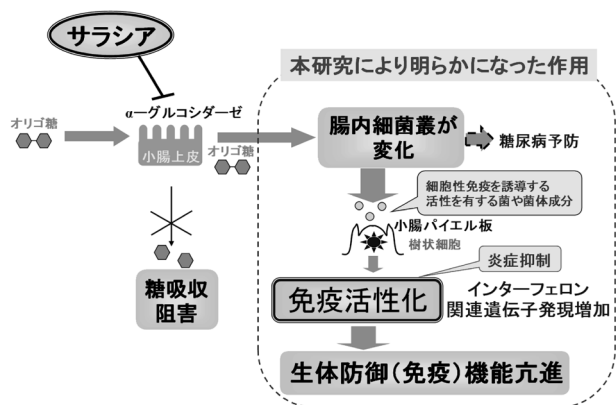 サラシア
本研究により明らかになった作用
α－グルコシダーゼ
オリゴ糖
小腸上皮
オリゴ糖
腸内細菌叢が
変化
糖尿病予防
細胞性免疫を誘導する
活性を有する菌や菌体成分
小腸パイエル板
樹状細胞
炎症抑制
糖吸収
阻害
免疫活性化
インターフェロン
関連遺伝子発現増加
生体防御(免疫)機能亢進